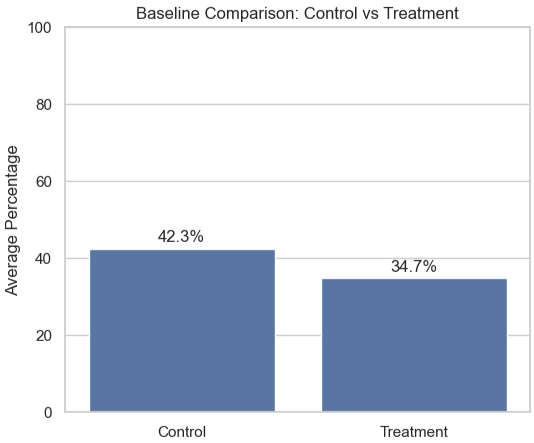 Baseline Comparison: Control vs Treatment
Average Percentage
100
80
60
40
20
0
42.3%
34.7%
Control
Treatment